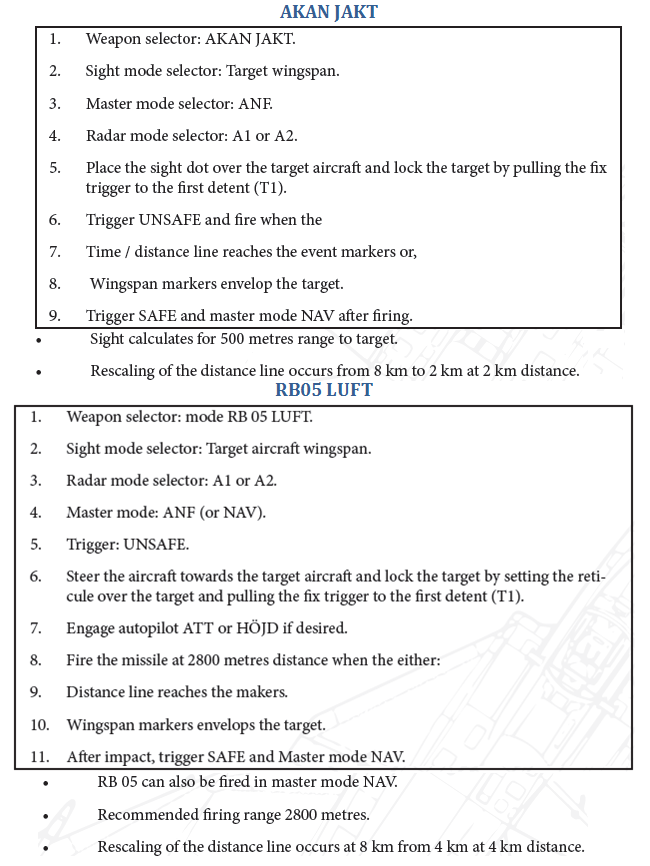 AKAN JAKT
1. Weapon selector: AKAN JAKT.
2. Sight mode selector: Target wingspan.
3. Master mode selector: ANF.
4. Radar mode selector: A1 or A2.
5. Place the sight dot over the target aircraft and lock the target by pulling the fix
trigger to the first detent (T1).
6. Trigger UNSAFE and fire when the
7. Time / distance line reaches the event markers or,
8. Wingspan markers envelop the target.
9. Trigger SAFE and master mode NAV after firing.
• Sight calculates for 500 metres range to target.
• Rescaling of the distance line occurs from 8 km to 2 km at 2 km distance.
RB05 LUFT
1. Weapon selector: mode RB 05 LUFT.
2. Sight mode selector: Target aircraft wingspan.
3. Radar mode selector: A1 or A2.
4. Master mode: ANF (or NAV).
5. Trigger: UNSAFE.
6. Steer the aircraft towards the target aircraft and lock the target by setting the reti-
cule over the target and pulling the fix trigger to the first detent (T1).
7. Engage autopilot ATT or HÖJD if desired.
8. Fire the missile at 2800 metres distance when the either:
9. Distance line reaches the makers.
10. Wingspan markers envelops the target.
11. After impact, trigger SAFE and Master mode NAV.
• RB 05 can also be fired in master mode NAV.
• Recommended firing range 2800 metres.
• Rescaling of the distance line occurs at 8 km from 4 km at 4 km distance.